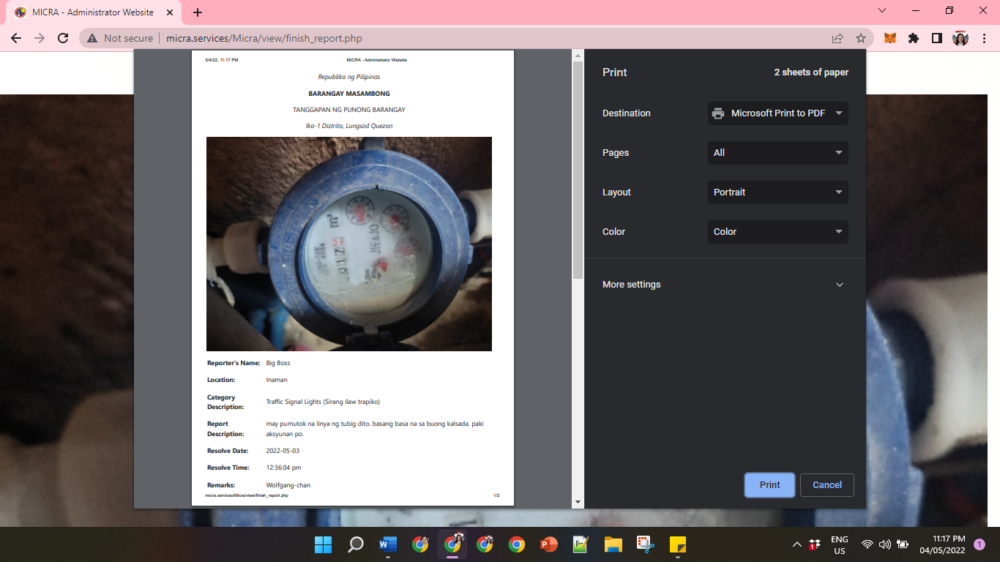 MICRA - Administrator Website
Not secure
micra.services/Micra/view/finish_report.php
5/4/22, 11:17 PM
MICRA - Administrator Website
Republika ng Pilipinas
BARANGAY MASAMBONG
TANGGAPAN NG PUNONG BARANGAY
Ika-1 Distrito, Lungsod Quezon
m³
JIE&JO
017
Reporter's Name: Big Boss
Location: Inaman
Category Description: Traffic Signal Lights (Sirang ilaw trapiko)
Report Description: may pumutok na linya ng tubig dito. basang basa na sa buong kalsada. paki
aksyunan po.
Resolve Date: 2022-05-03
Resolve Time: 12:36:04 pm
Remarks: Wolfgang-chan
micra.services/Micra/view/finish_report.php
1/2
Print
2 sheets of paper
Destination
Microsoft Print to PDF
Pages
All
Layout
Portrait
Color
Color
More settings
Print
Cancel
ENG
US
11:17 PM
04/05/2022
1